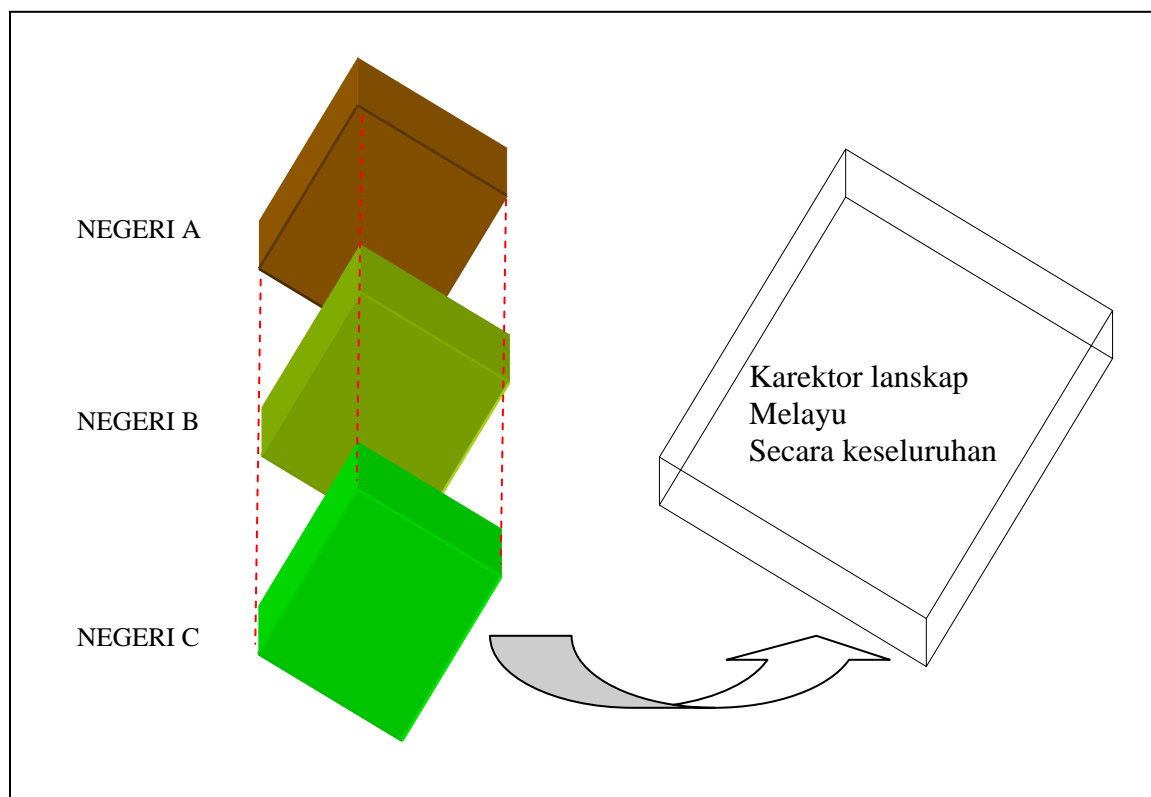 NEGERI A
NEGERI B
NEGERI C
Karektor lanskap
Melayu
Secara keseluruhan